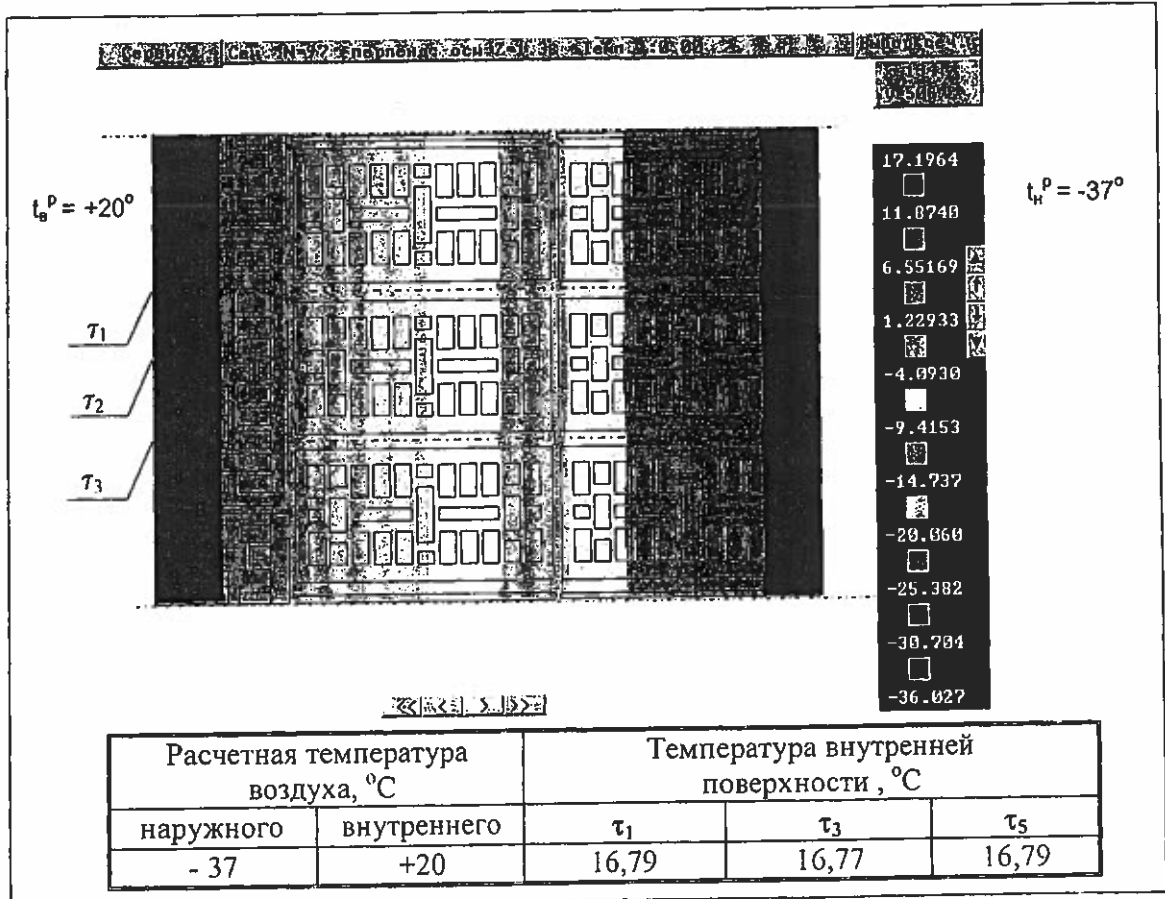 t_в^р = +20°
t_н^р = -37°
τ1
τ2
τ3
17.1964
11.8740
6.55169
1.22933
-4.0930
-9.4153
-14.737
-20.060
-25.382
-30.704
-36.027
Расчетная температура
воздуха, °С
Температура внутренней
поверхности , °С
наружного внутреннего τ1 τ3 τ5
- 37 +20 16,79 16,77 16,79